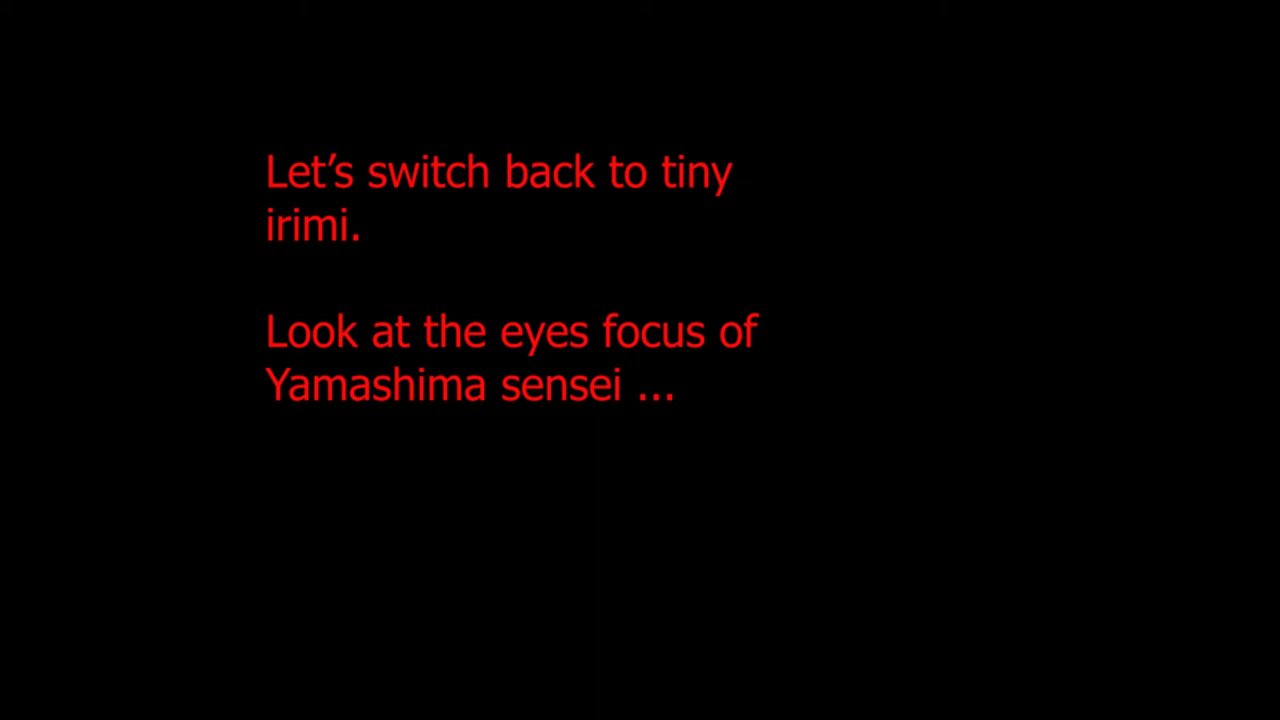 Let’s switch back to tiny
irimi.
Look at the eyes focus of
Yamashima sensei ...